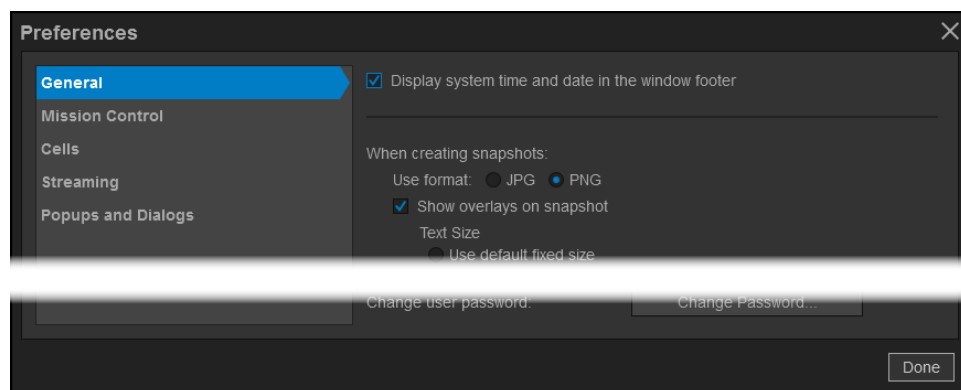 Preferences
General
Mission Control
Cells
Streaming
Popups and Dialogs
Display system time and date in the window footer
When creating snapshots:
Use format: JPG PNG
Show overlays on snapshot
Text Size
Use default fixed size
Change user password: Change Password...
Done